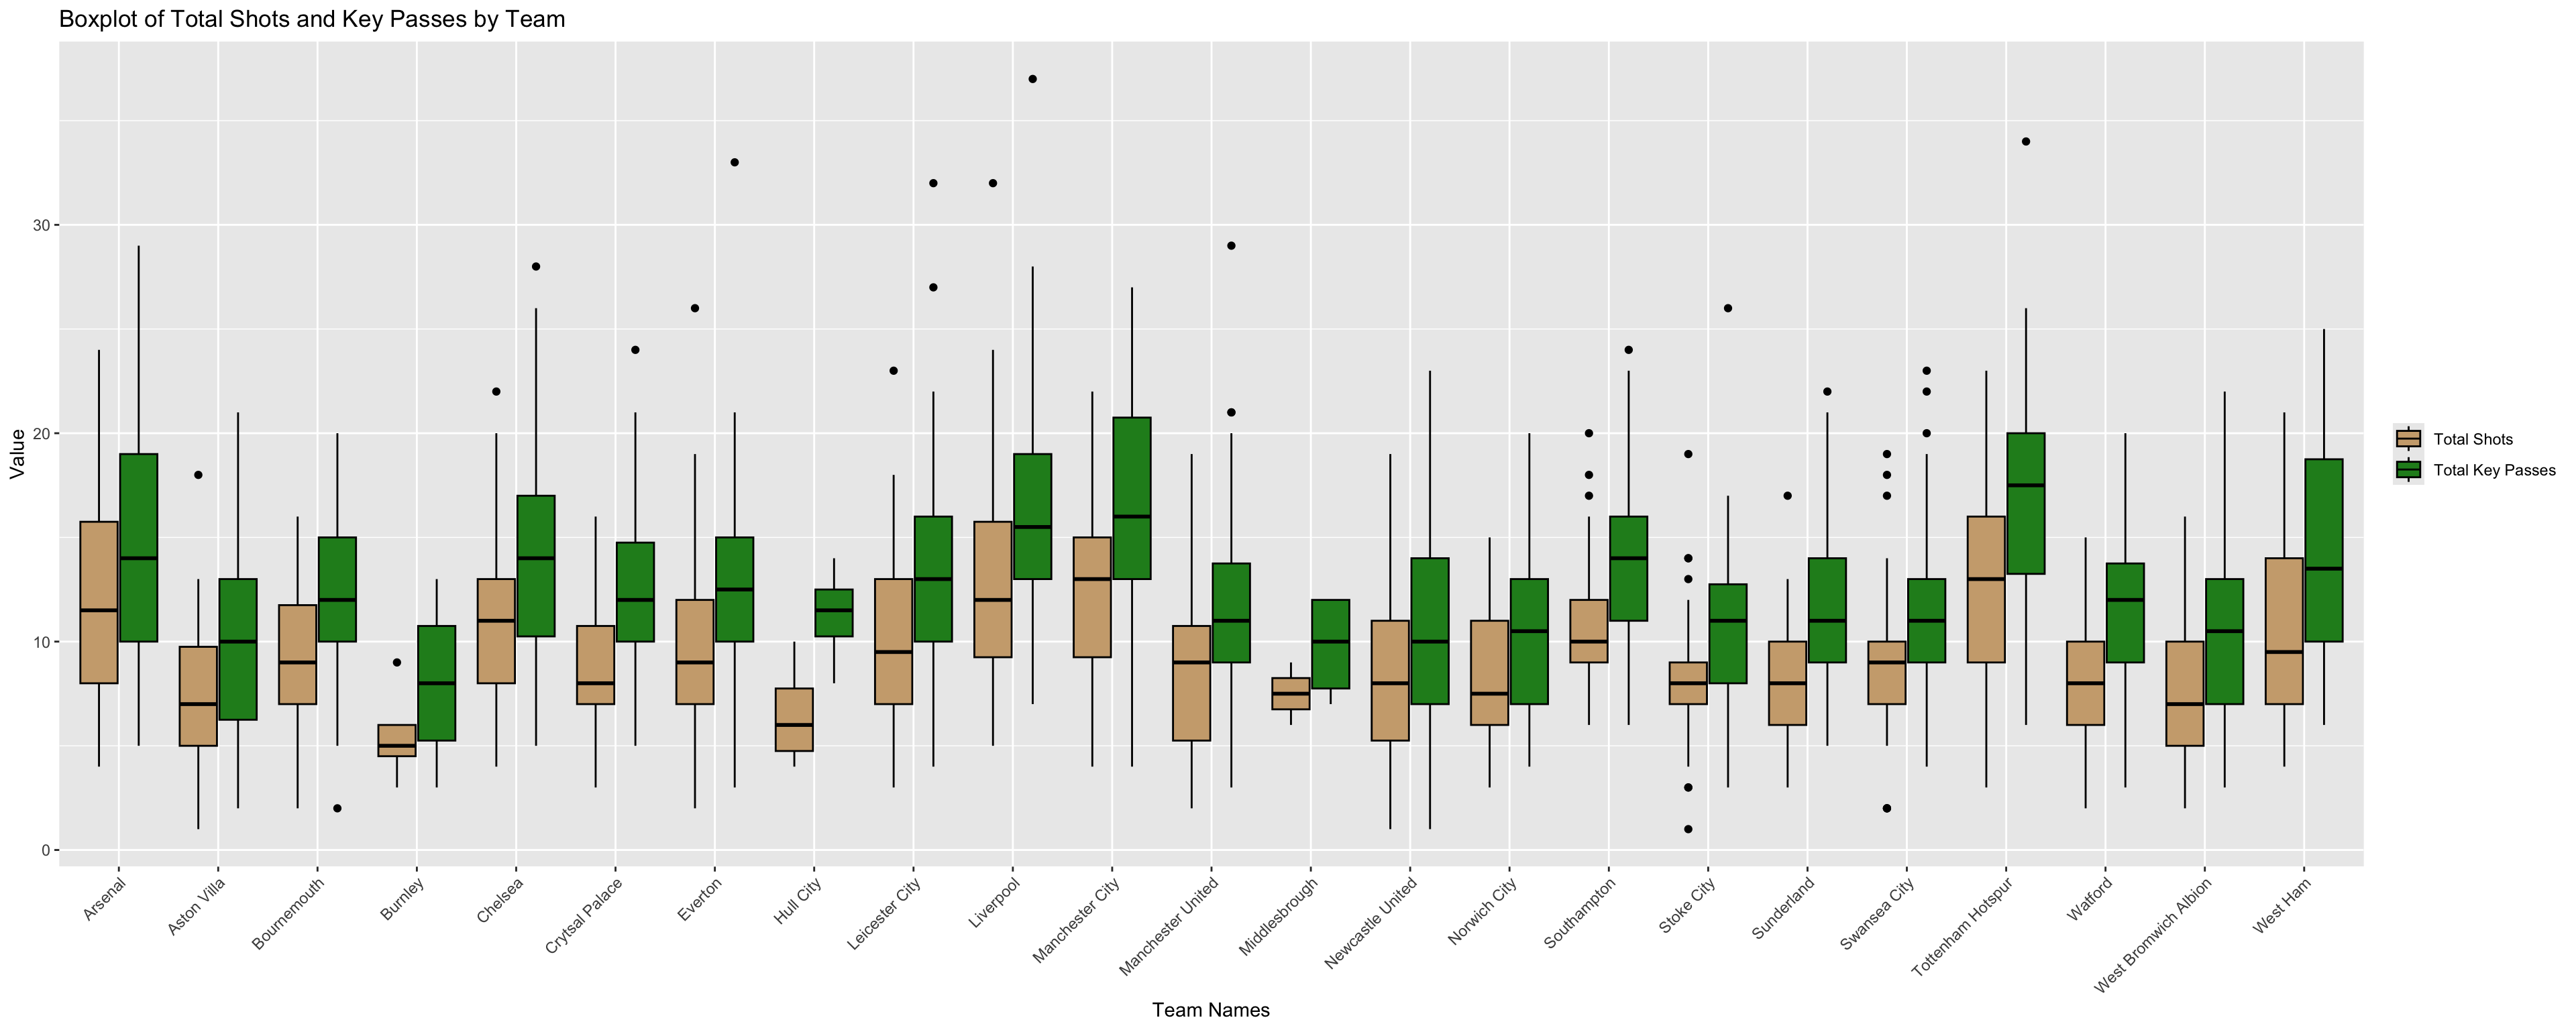 Boxplot of Total Shots and Key Passes by Team
Value
30
20
10
0
Total Shots
Total Key Passes
Arsenal
Aston Villa
Bournemouth
Burnley
Chelsea
Crytsal Palace
Everton
Hull City
Leicester City
Liverpool
Manchester City
Manchester United
Middlesbrough
Newcastle United
Norwich City
Southampton
Stoke City
Sunderland
Swansea City
Tottenham Hotspur
Watford
West Bromwich Albion
West Ham
Team Names